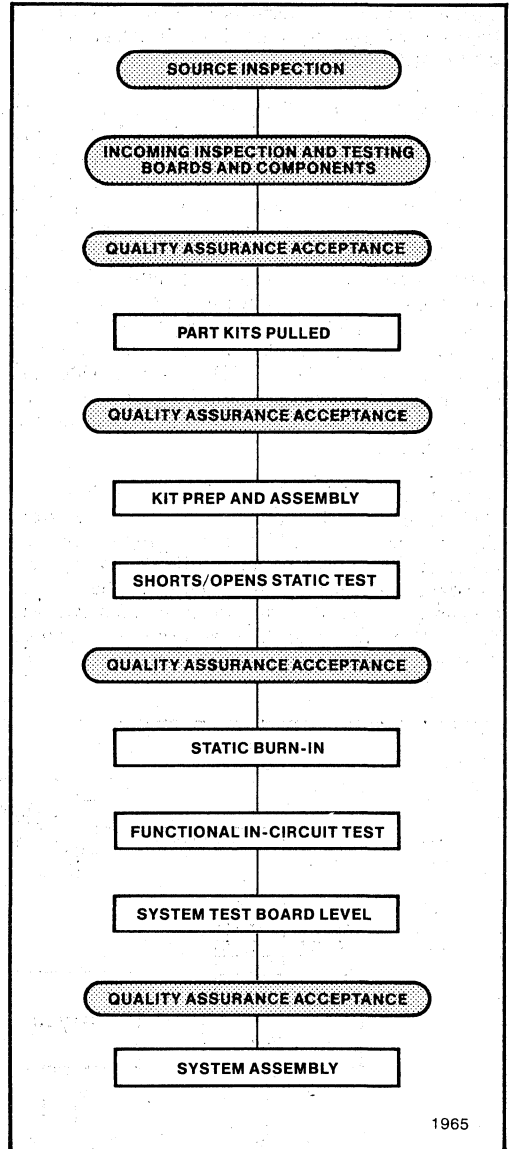 SOURCE INSPECTION
INCOMING INSPECTION AND TESTING
BOARDS AND COMPONENTS
QUALITY ASSURANCE ACCEPTANCE
PART KITS PULLED
QUALITY ASSURANCE ACCEPTANCE
KIT PREP AND ASSEMBLY
SHORTS/OPENS STATIC TEST
QUALITY ASSURANCE ACCEPTANCE
STATIC BURN-IN
FUNCTIONAL IN-CIRCUIT TEST
SYSTEM TEST BOARD LEVEL
QUALITY ASSURANCE ACCEPTANCE
SYSTEM ASSEMBLY
1965